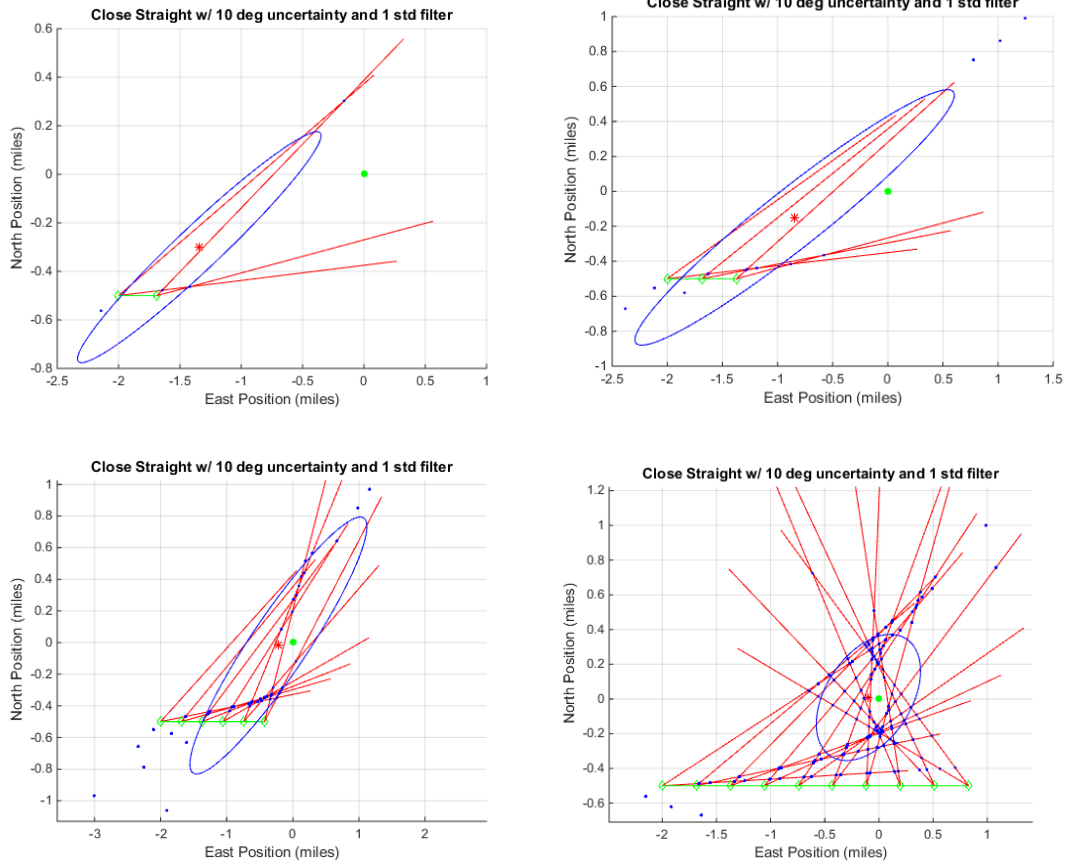 Close Straight w/ 10 deg uncertainty and 1 std filter
0.6
0.4
0.2
0
-0.2
-0.4
-0.6
-0.8
-2.5 -2 -1.5 -1 -0.5 0 0.5 1
North Position (miles)
East Position (miles)
Close Straight w/ 10 deg uncertainty and 1 std filter
1
0.8
0.6
0.4
0.2
0
-0.2
-0.4
-0.6
-0.8
-1
-2.5 -2 -1.5 -1 -0.5 0 0.5 1 1.5
North Position (miles)
East Position (miles)
Close Straight w/ 10 deg uncertainty and 1 std filter
1
0.8
0.6
0.4
0.2
0
-0.2
-0.4
-0.6
-0.8
-1
-3 -2 -1 0 1 2
North Position (miles)
East Position (miles)
Close Straight w/ 10 deg uncertainty and 1 std filter
1.2
1
0.8
0.6
0.4
0.2
0
-0.2
-0.4
-0.6
-2 -1.5 -1 -0.5 0 0.5 1
North Position (miles)
East Position (miles)